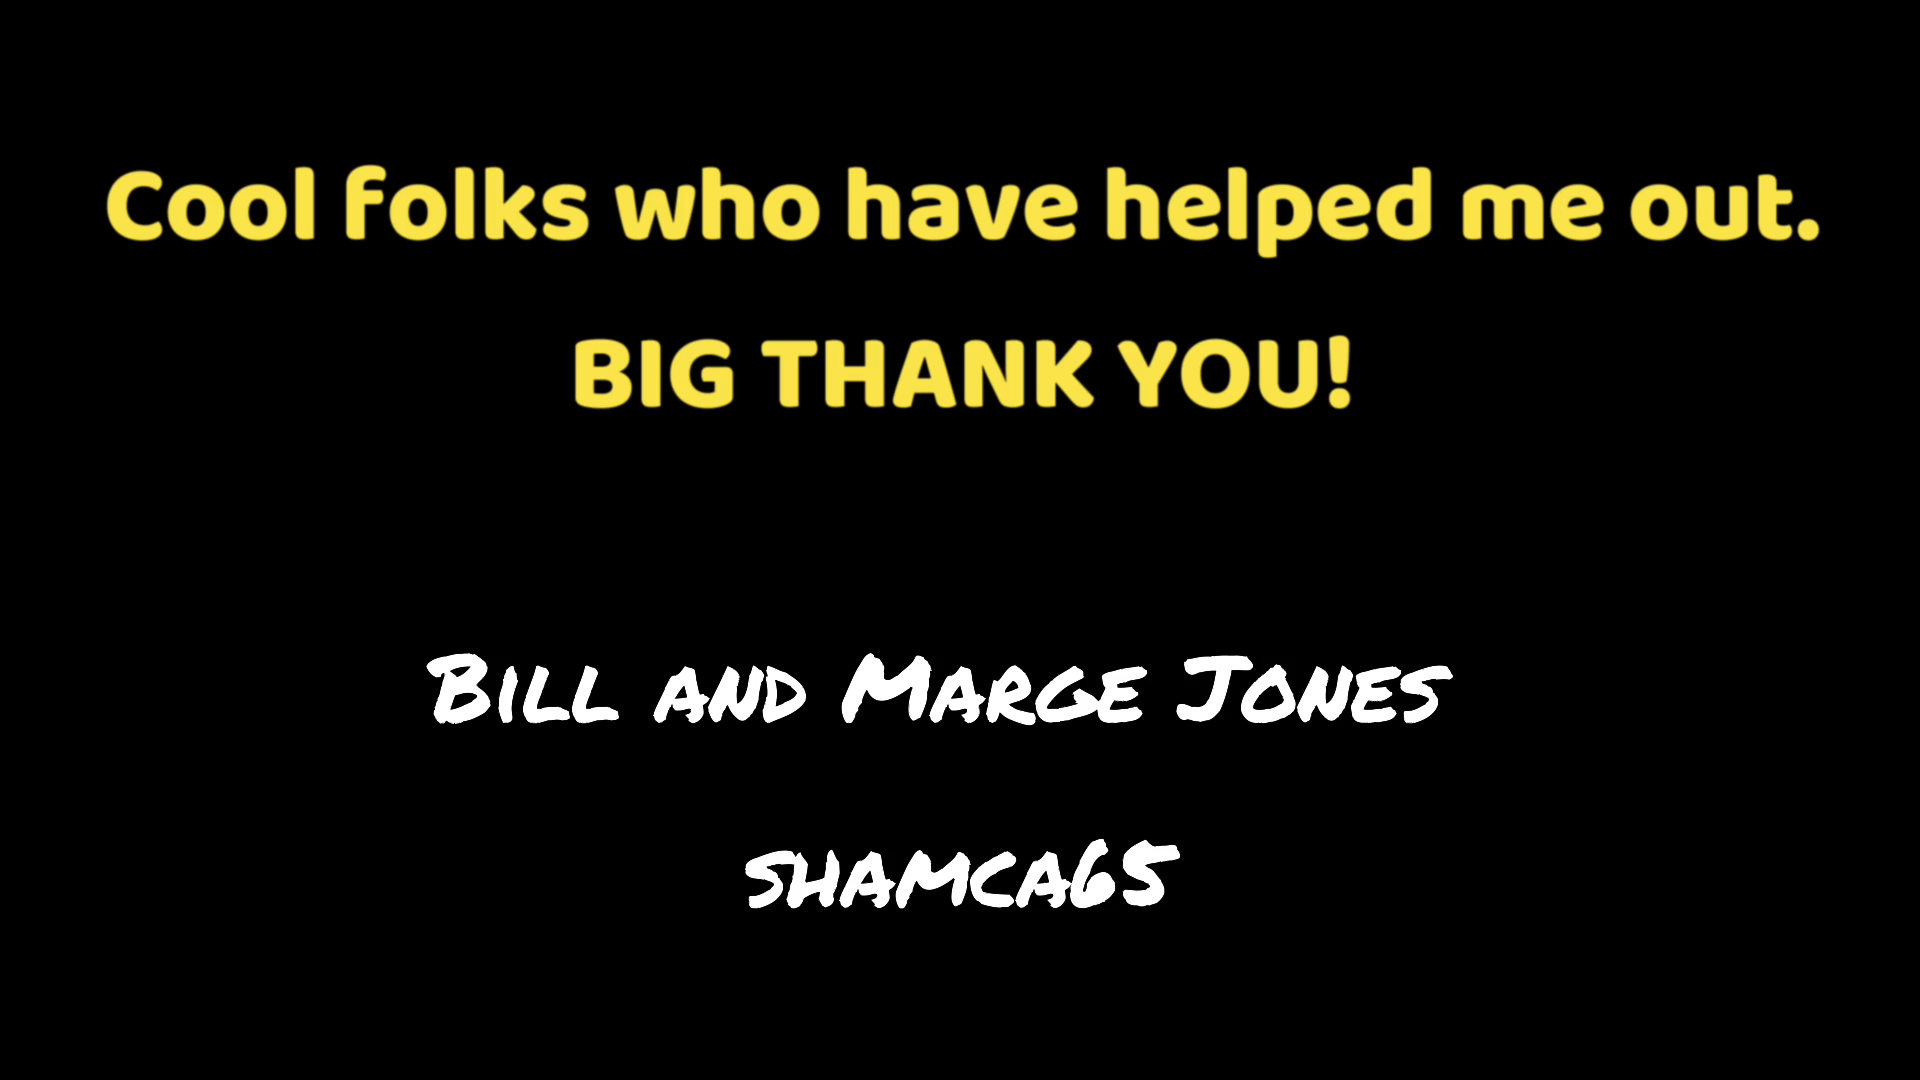 Cool folks who have helped me out.
BIG THANK YOU!
Bill and Marge Jones
shamca65